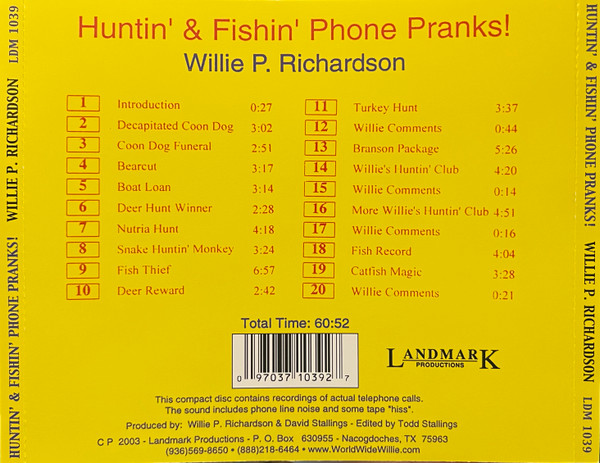 Huntin' & Fishin' Phone Pranks!
Willie P. Richardson
1 Introduction 0:27
2 Decapitated Coon Dog 3:02
3 Coon Dog Funeral 2:51
4 Bearcut 3:17
5 Boat Loan 3:14
6 Deer Hunt Winner 2:28
7 Nutria Hunt 4:18
8 Snake Huntin' Monkey 3:24
9 Fish Thief 6:57
10 Deer Reward 2:42
11 Turkey Hunt 3:37
12 Willie Comments 0:44
13 Branson Package 5:26
14 Willie's Huntin' Club 4:20
15 Willie Comments 0:14
16 More Willie's Huntin' Club 4:51
17 Willie Comments 0:16
18 Fish Record 4:04
19 Catfish Magic 3:28
20 Willie Comments 0:21
Total Time: 60:52
0 97037 10392 7
LANDMARK
PRODUCTIONS
This compact disc contains recordings of actual telephone calls.
The sound includes phone line noise and some tape "hiss".
Produced by: Willie P. Richardson & David Stallings - Edited by Todd Stallings
C P 2003 - Landmark Productions - P. O. Box 630955 - Nacogdoches, TX 75963
(936)569-8650 • (888)218-6464 • www.WorldWideWillie.com
HUNTIN' & FISHIN' PHONE PRANKS! WILLIE P. RICHARDSON LDM 1039
HUNTIN' & FISHIN' PHONE PRANKS! WILLIE P. RICHARDSON LDM 1039